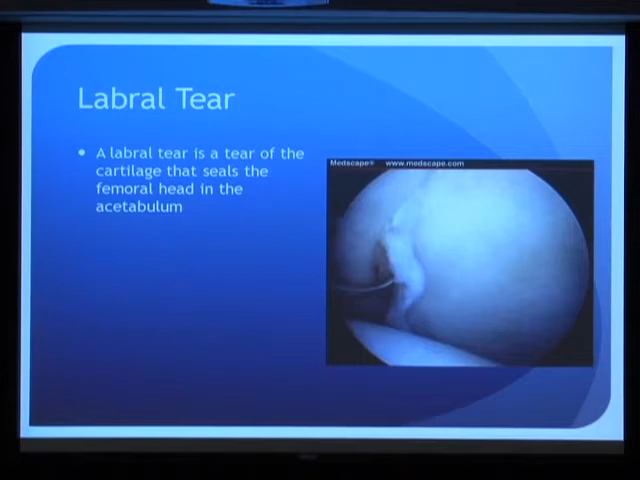 Labral Tear
• A labral tear is a tear of the
cartilage that seals the
femoral head in the
acetabulum
Medscape® www.medscape.com